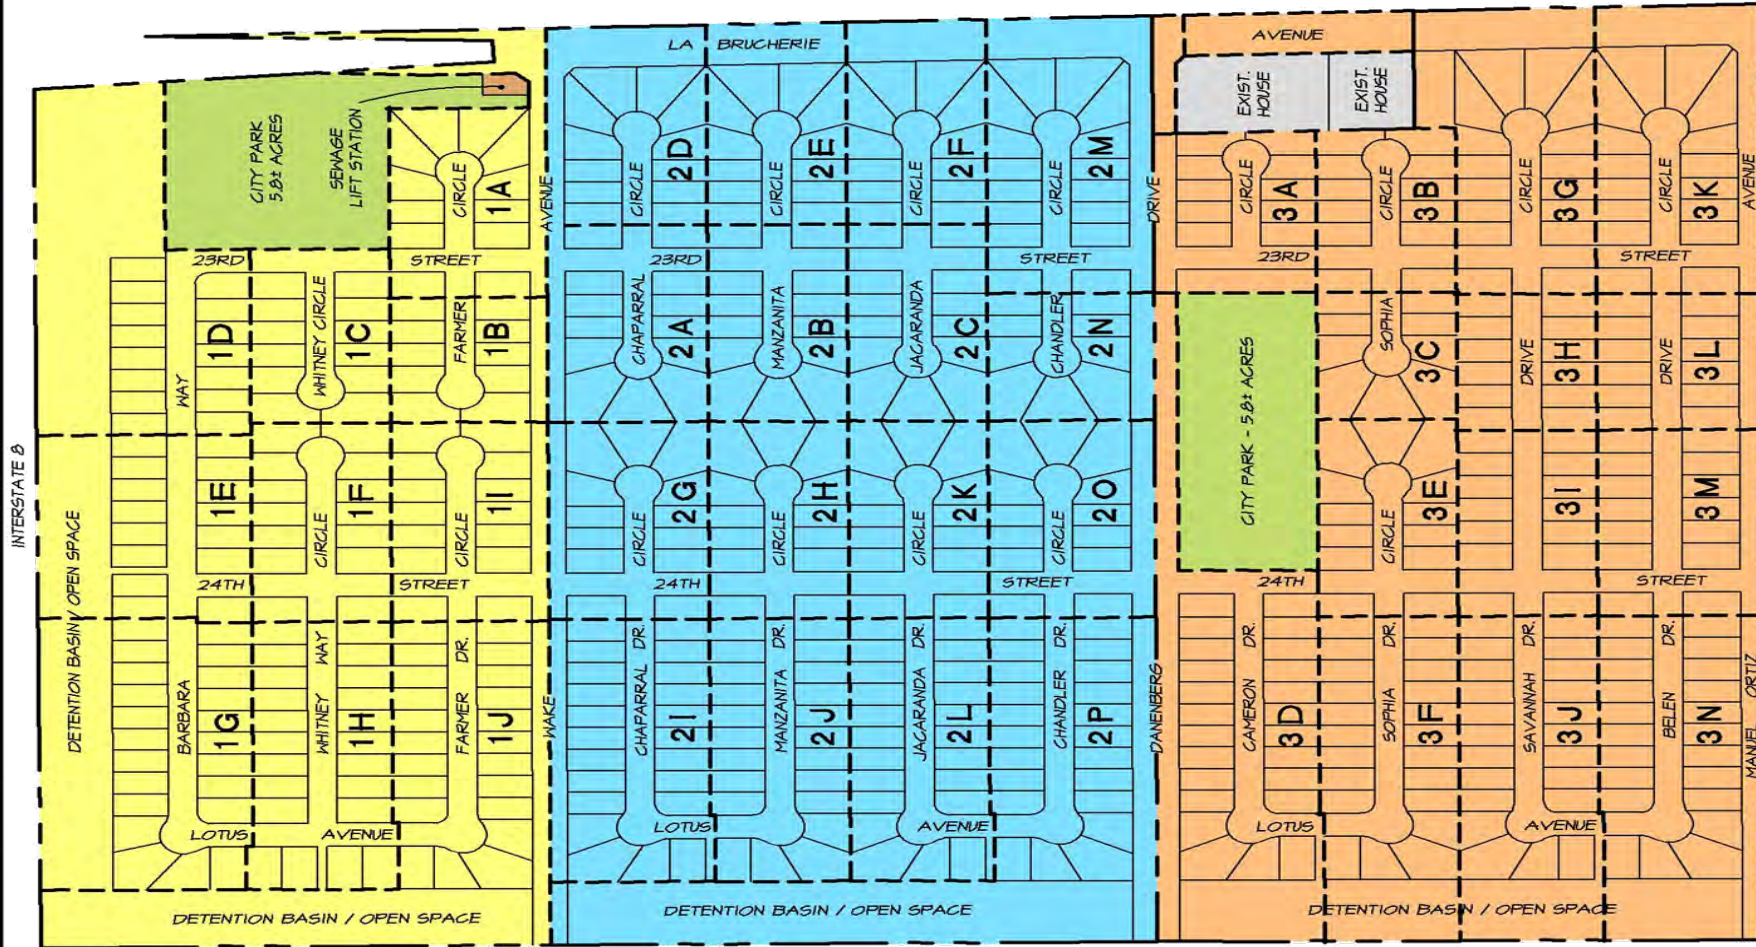 LA BRUCHERIE
AVENUE
CITY PARK
5.8± ACRES
SEWAGE
LIFT STATION
EXIST.
HOUSE
EXIST.
HOUSE
CIRCLE
1A
AVENUE
CIRCLE
2D
CIRCLE
2E
CIRCLE
2F
CIRCLE
2M
DRIVE
CIRCLE
3A
CIRCLE
3B
CIRCLE
3G
CIRCLE
3K
AVENUE
23RD STREET
23RD STREET
23RD STREET
WAY
1D
WHITNEY CIRCLE
1C
FARMER
1B
CHAPARRAL
2A
MANZANITA
2B
JACARANDA
2C
CHANDLER
2N
CITY PARK - 5.8± ACRES
SOPHIA
3C
DRIVE
3H
DRIVE
3L
INTERSTATE 8
DETENTION BASIN / OPEN SPACE
1E
CIRCLE
1F
CIRCLE
1I
CIRCLE
2G
CIRCLE
2H
CIRCLE
2K
CIRCLE
2O
CIRCLE
3E
3I
3M
24TH STREET
24TH STREET
24TH STREET
BARBARA
1G
WHITNEY WAY
1H
FARMER DR.
1J
WAKE
CHAPARRAL DR.
2I
MANZANITA DR.
2J
JACARANDA DR.
2L
CHANDLER DR.
2P
DANENBERG
CAMERON DR.
3D
SOPHIA DR.
3F
SAVANNAH DR.
3J
BELEN DR.
3N
MANUEL ORTIZ
LOTUS AVENUE
LOTUS AVENUE
LOTUS AVENUE
DETENTION BASIN / OPEN SPACE
DETENTION BASIN / OPEN SPACE
DETENTION BASIN / OPEN SPACE